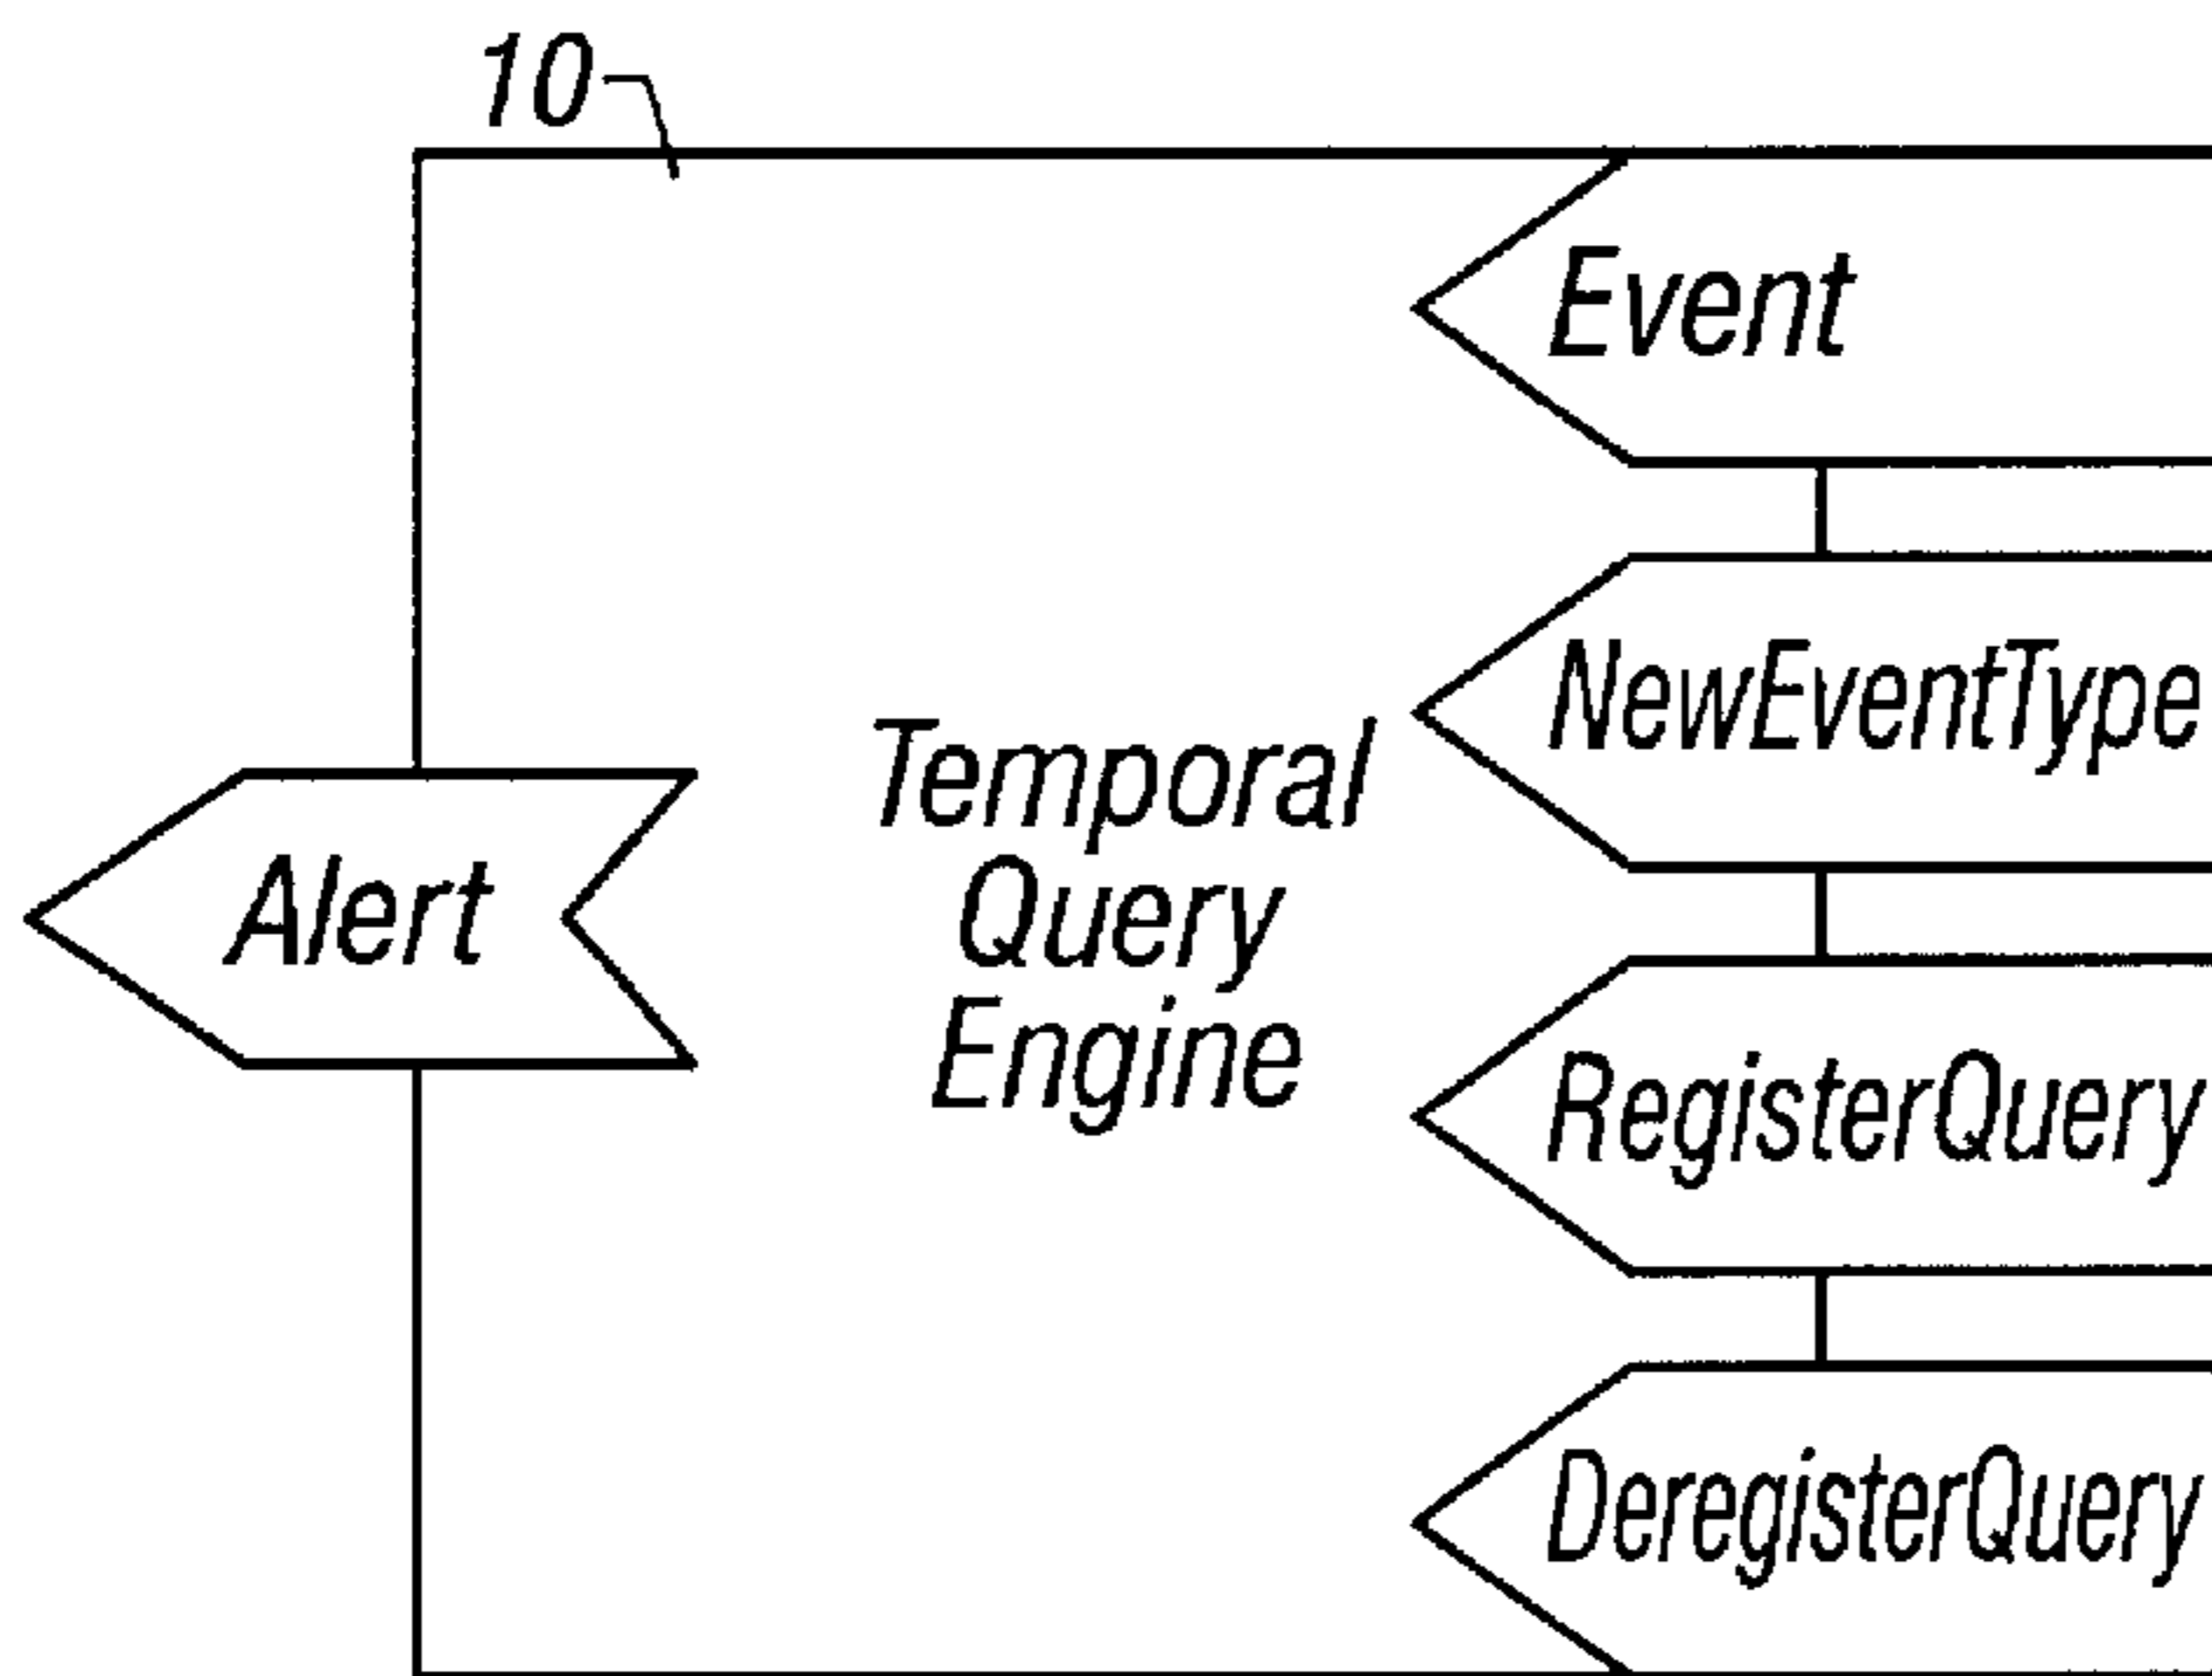 10
Event
NewEventType
Alert
Temporal
Query
Engine
RegisterQuery
DeregisterQuery